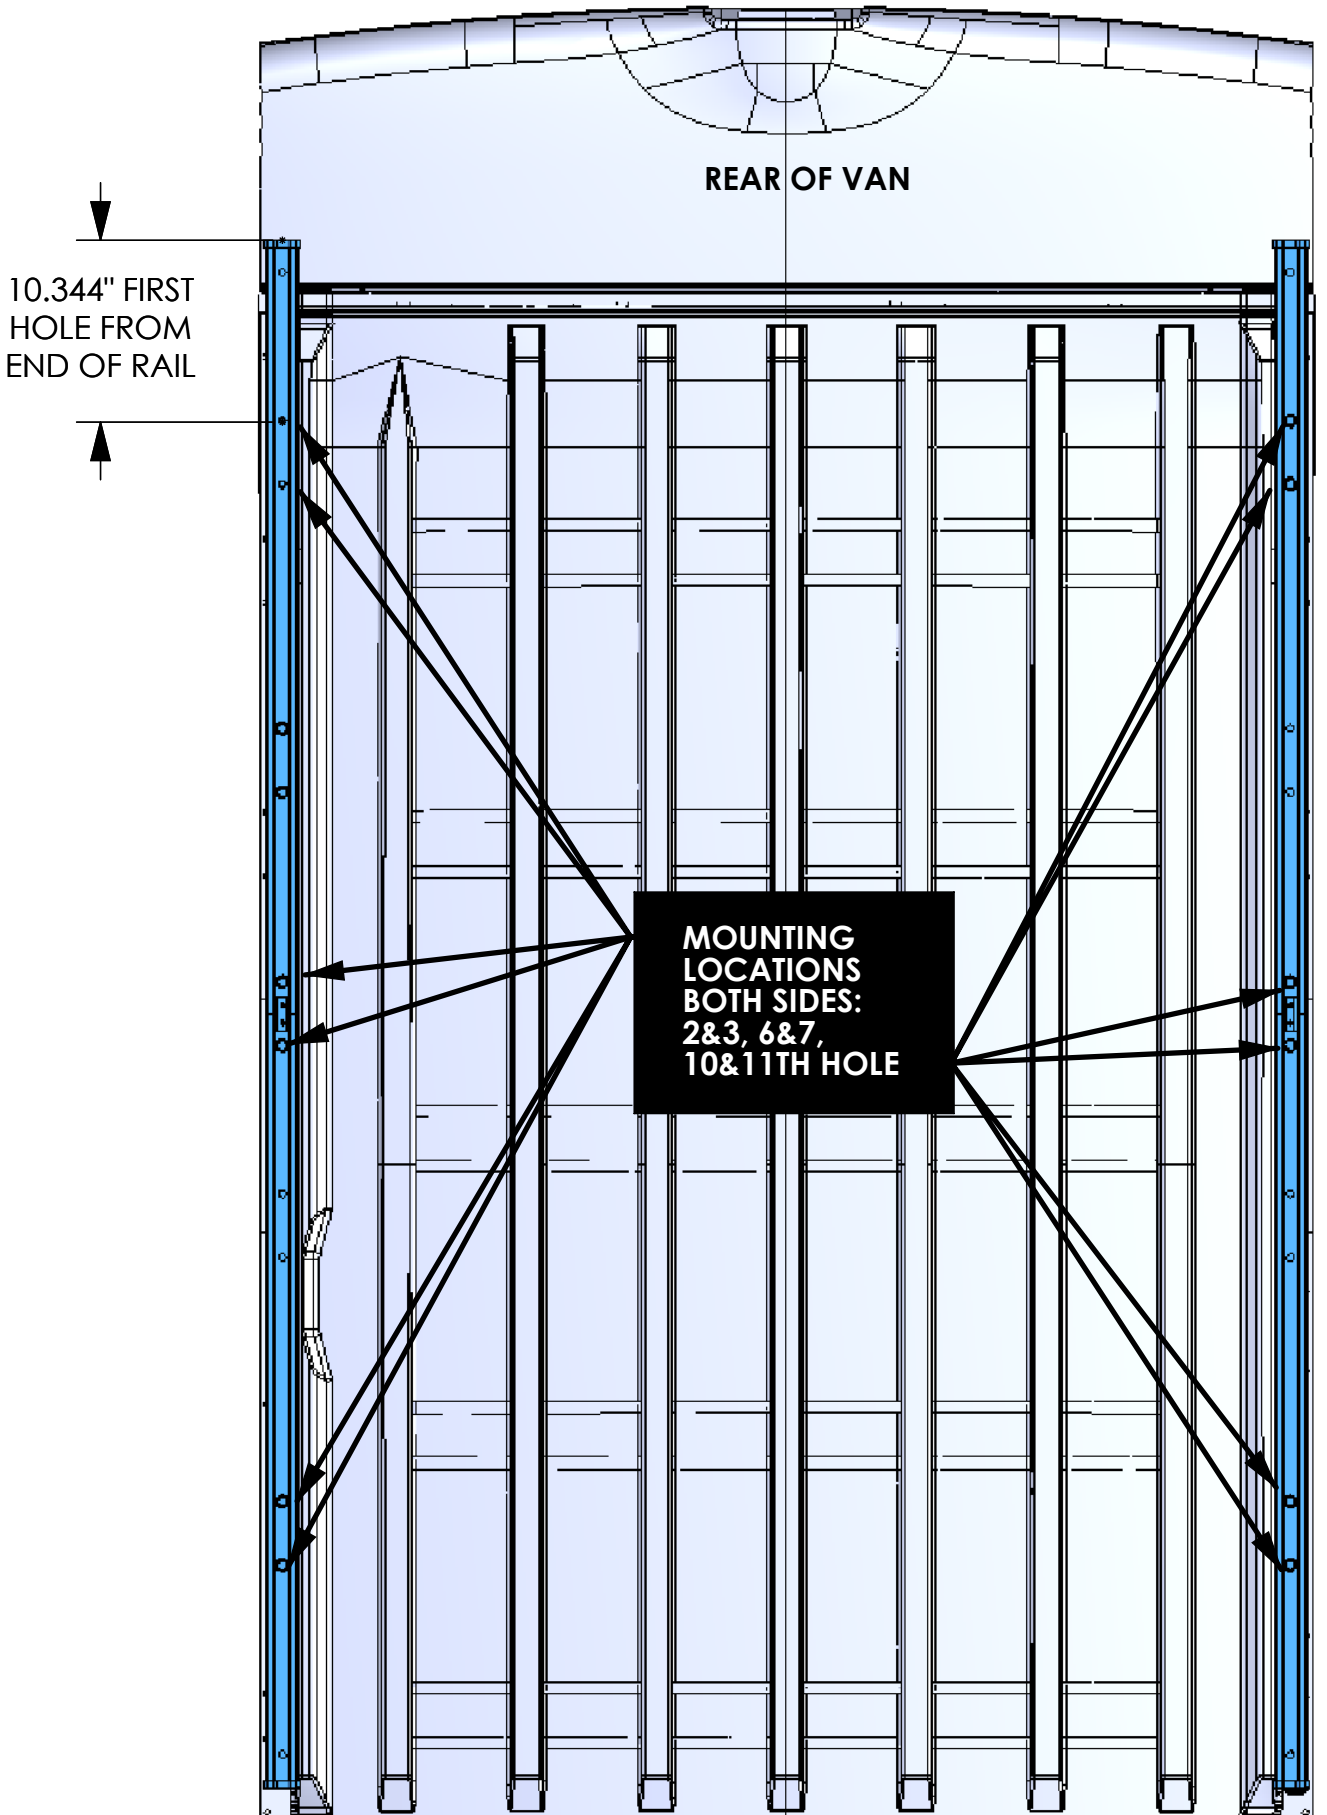 REAR OF VAN
10.344" FIRST
HOLE FROM
END OF RAIL
MOUNTING
LOCATIONS
BOTH SIDES:
2&3, 6&7,
10&11TH HOLE